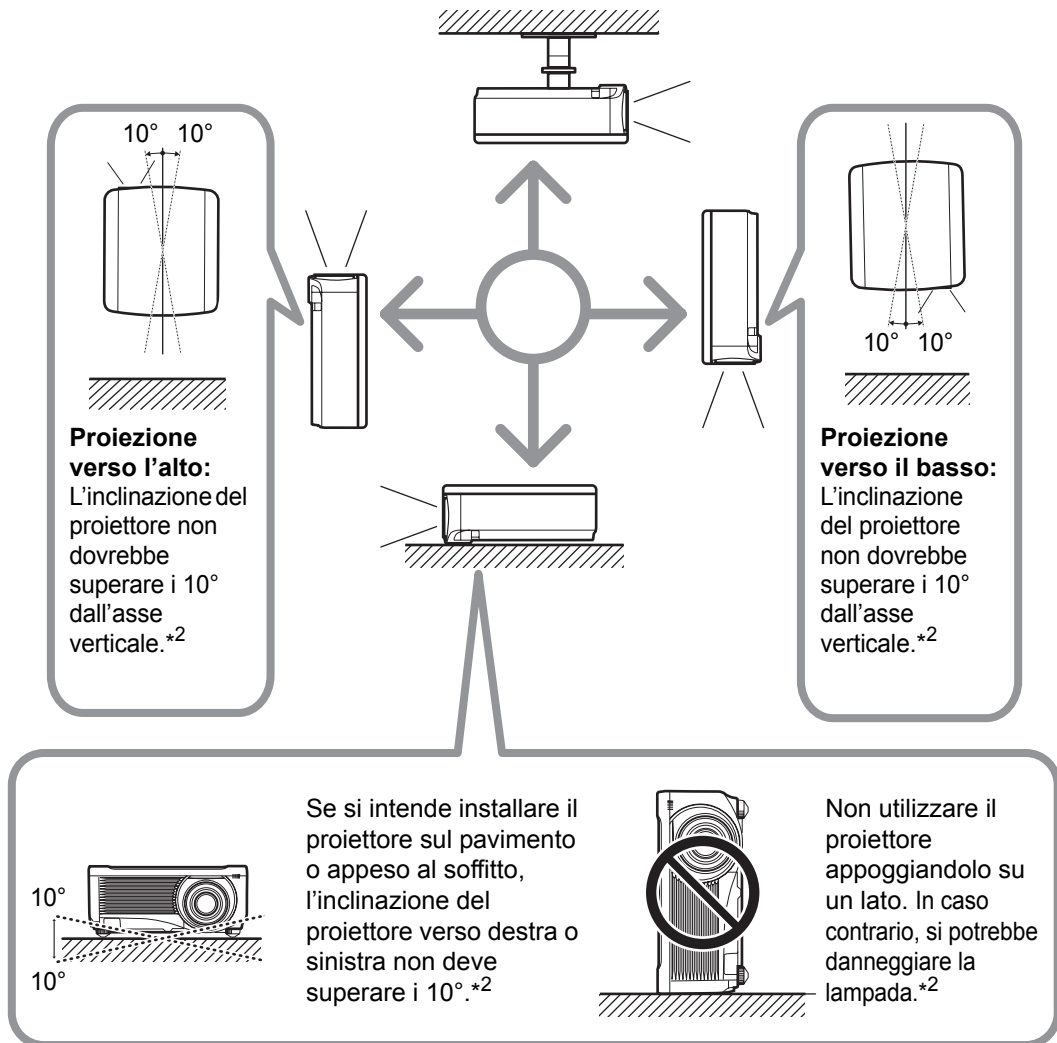 10° 10°
Proiezione
verso l'alto:
L'inclinazione del
proiettore non
dovrebbe
superare i 10°
dall'asse
verticale.*2
10° 10°
Proiezione
verso il basso:
L'inclinazione
del proiettore
non dovrebbe
superare i 10°
dall'asse
verticale.*2
10°
10°
Se si intende installare il
proiettore sul pavimento
o appeso al soffitto,
l'inclinazione del
proiettore verso destra o
sinistra non deve
superare i 10°.*2
Non utilizzare il
proiettore
appoggiandolo su
un lato. In caso
contrario, si potrebbe
danneggiare la
lampada.*2